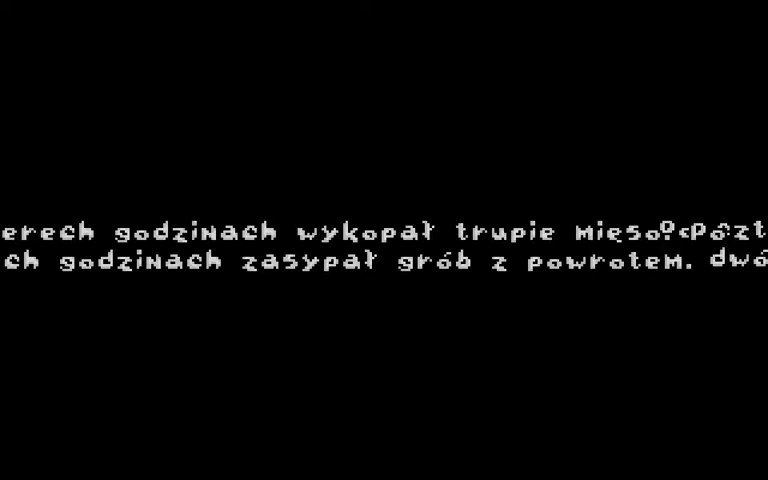 erech godzinach wykopał trupie mięso
ch godzinach zasypał grób z powrotem. dwó